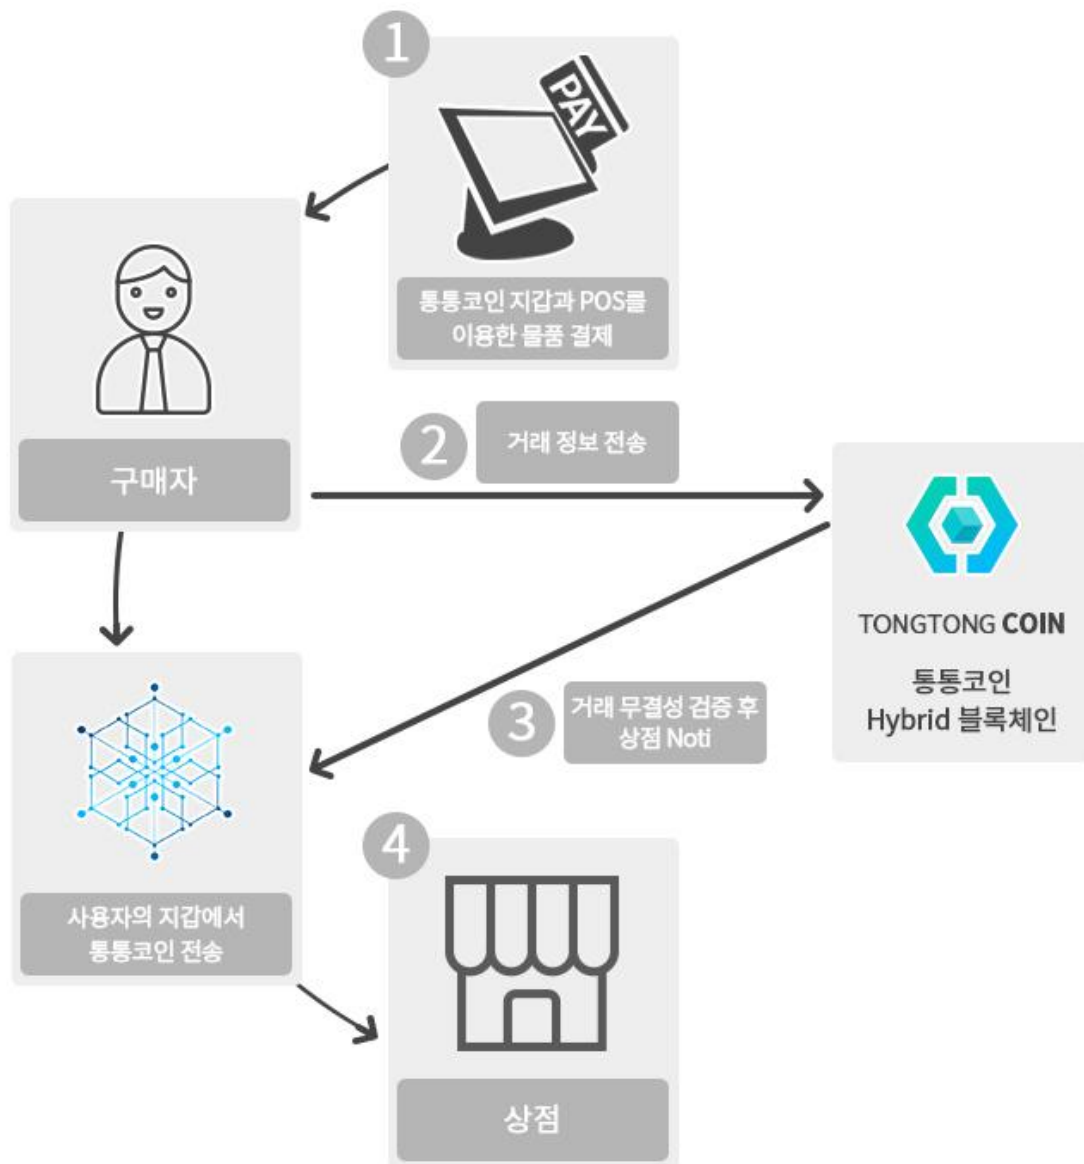 1
PAY
통통코인 지갑과 POS를
이용한 물품 결제
구매자
2
거래 정보 전송
TONGTONG COIN
통통코인
Hybrid 블록체인
3
거래 무결성 검증 후
상점 Noti
사용자의 지갑에서
통통코인 전송
4
상점